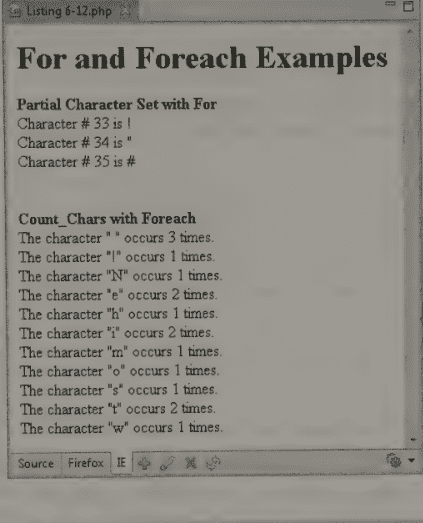 Listing 6-12.php
For and Foreach Examples
Partial Character Set with For
Character # 33 is !
Character # 34 is "
Character # 35 is #
Count_Chars with Foreach
The character " " occurs 3 times.
The character "!" occurs 1 times.
The character "N" occurs 1 times.
The character "e" occurs 2 times.
The character "h" occurs 1 times.
The character "i" occurs 2 times.
The character "m" occurs 1 times.
The character "o" occurs 1 times.
The character "s" occurs 1 times.
The character "t" occurs 2 times.
The character "w" occurs 1 times.
Source Firefox IE